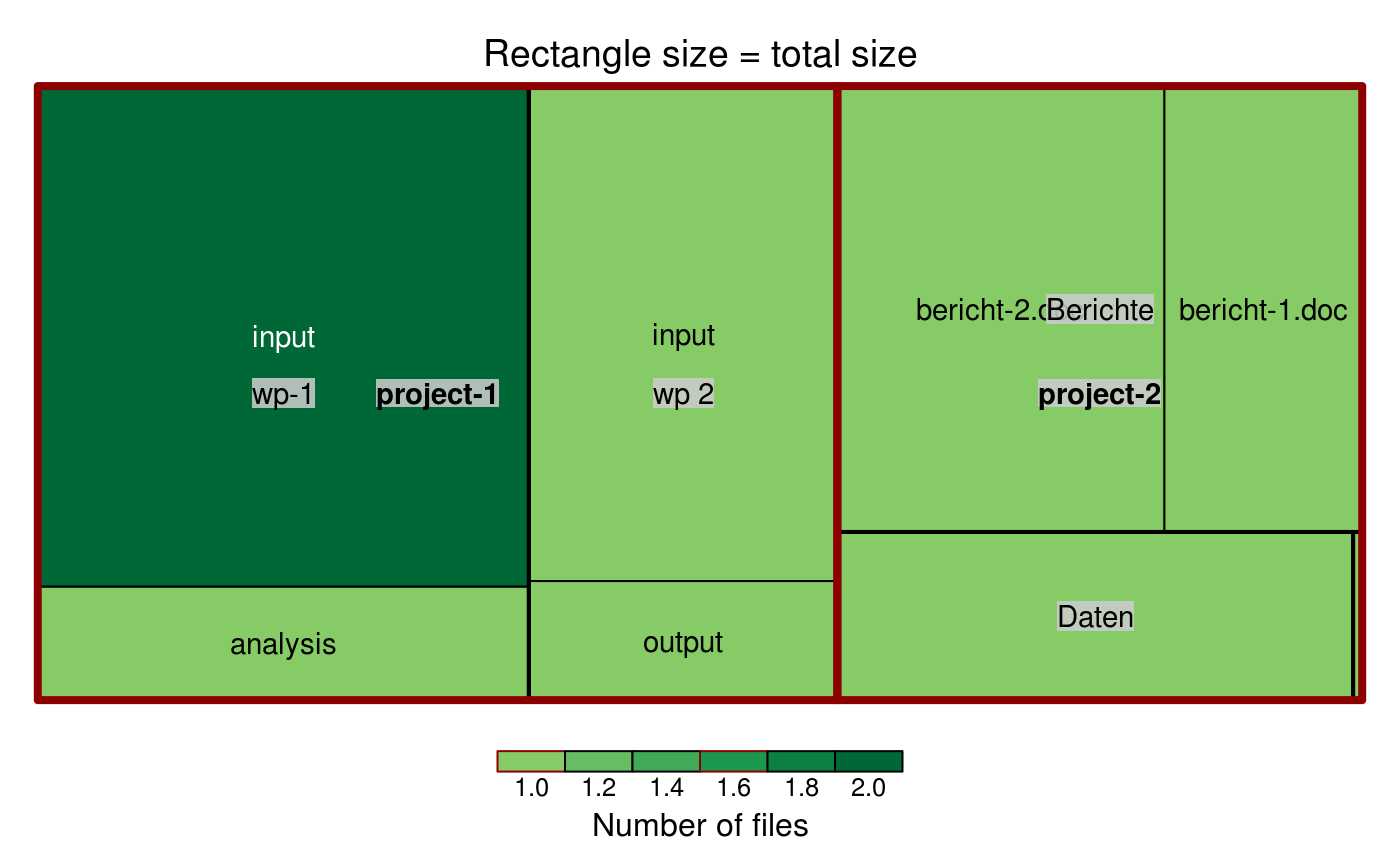 Rectangle size = total size
input
wp-1
project-1
analysis
input
wp 2
output
bericht-2.
Berichte
bericht-1.doc
project-2
Daten
1.0 1.2 1.4 1.6 1.8 2.0
Number of files